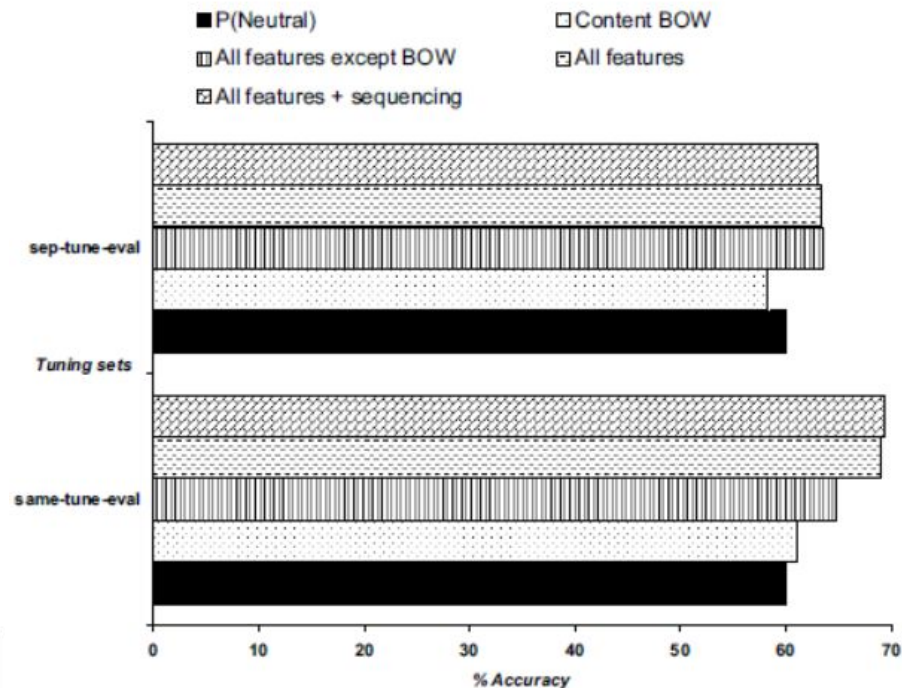 P(Neutral)
Content BOW
All features except BOW
All features
All features + sequencing
sep-tune-eval
Tuning sets
same-tune-eval
0 10 20 30 40 50 60 70
% Accuracy